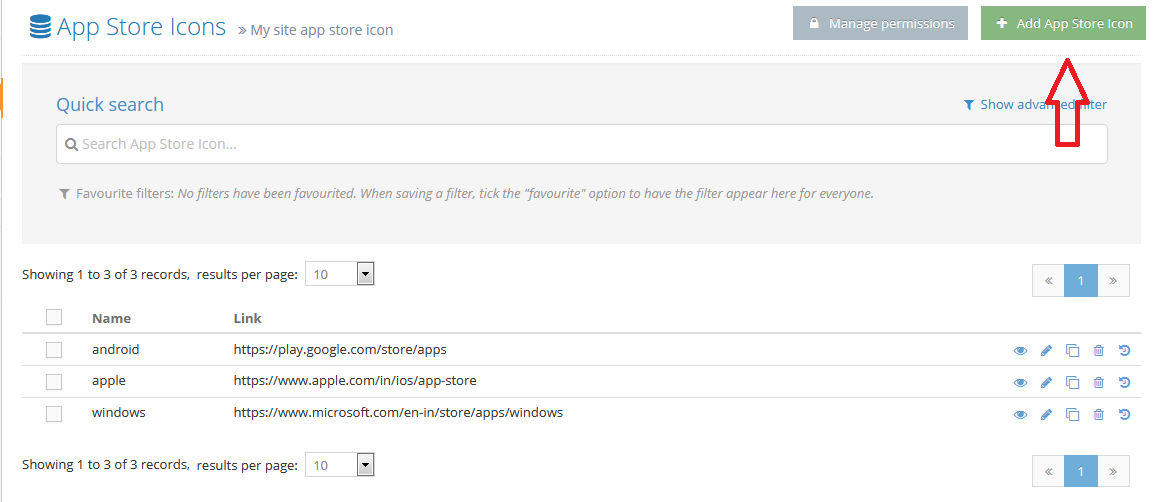 App Store Icons » My site app store icon
Manage permissions
Add App Store Icon
Quick search
Show advanced filter
Search App Store Icon...
Favourite filters: No filters have been favourited. When saving a filter, tick the "favourite" option to have the filter appear here for everyone.
Showing 1 to 3 of 3 records, results per page: 10
« 1 »
Name Link
android https://play.google.com/store/apps
apple https://www.apple.com/in/ios/app-store
windows https://www.microsoft.com/en-in/store/apps/windows
Showing 1 to 3 of 3 records, results per page: 10
« 1 »